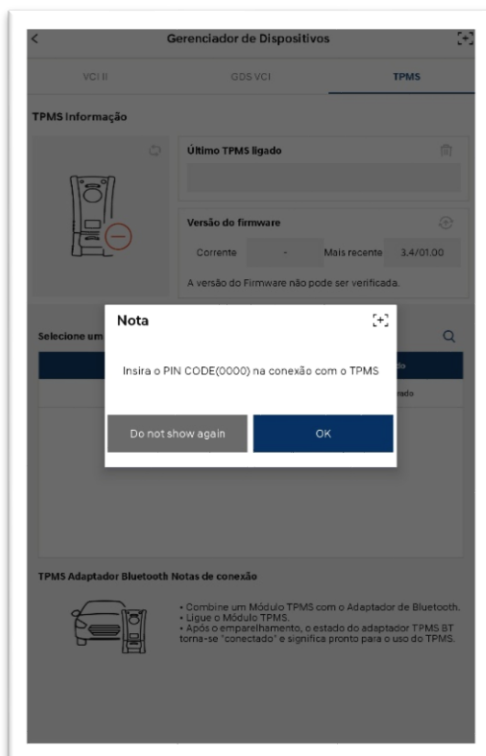 Gerenciador de Dispositivos
VCI II
GDS VCI
TPMS
TPMS Informação
Último TPMS ligado
Versão do firmware
Corrente - Mais recente 3.4/01.00
A versão do Firmware não pode ser verificada.
Nota
Selecione um
Insira o PIN CODE(0000) na conexão com o TPMS
Do not show again
OK
TPMS Adaptador Bluetooth Notas de conexão
• Combine um Módulo TPMS com o Adaptador de Bluetooth.
• Ligue o Módulo TPMS.
• Após o emparelhamento, o estado do adaptador TPMS BT
torna-se "conectado" e significa pronto para o uso do TPMS.